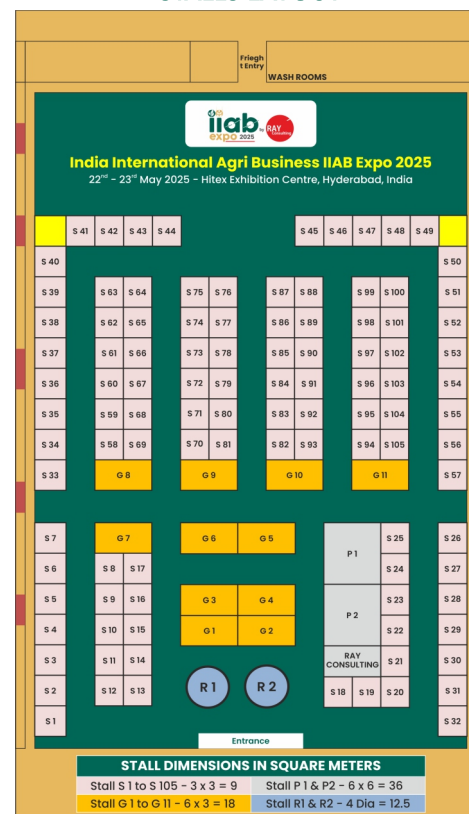 Friegh
t Entry
WASH ROOMS
iiab by RAY
expo 2025 Consulting
India International Agri Business IIAB Expo 2025
22nd - 23rd May 2025 - Hitex Exhibition Centre, Hyderabad, India
S 41 S 42 S 43 S 44 S 45 S 46 S 47 S 48 S 49
S 40 S 50
S 39 S 63 S 64 S 75 S 76 S 87 S 88 S 99 S 100 S 51
S 38 S 62 S 65 S 74 S 77 S 86 S 89 S 98 S 101 S 52
S 37 S 61 S 66 S 73 S 78 S 85 S 90 S 97 S 102 S 53
S 36 S 60 S 67 S 72 S 79 S 84 S 91 S 96 S 103 S 54
S 35 S 59 S 68 S 71 S 80 S 83 S 92 S 95 S 104 S 55
S 34 S 58 S 69 S 70 S 81 S 82 S 93 S 94 S 105 S 56
S 33 G 8 G 9 G 10 G 11 S 57
S 7 G 7 G 6 G 5 P 1 S 25 S 26
S 6 S 8 S 17 S 24 S 27
S 5 S 9 S 16 G 3 G 4 P 2 S 23 S 28
S 4 S 10 S 15 G 1 G 2 S 22 S 29
S 3 S 11 S 14 RAY CONSULTING S 21 S 30
S 2 S 12 S 13 R 1 R 2 S 18 S 19 S 20 S 31
S 1 S 32
Entrance
STALL DIMENSIONS IN SQUARE METERS
Stall S 1 to S 105 - 3 x 3 = 9 Stall P 1 & P2 - 6 x 6 = 36
Stall G 1 to G 11 - 6 x 3 = 18 Stall R1 & R2 - 4 Dia = 12.5